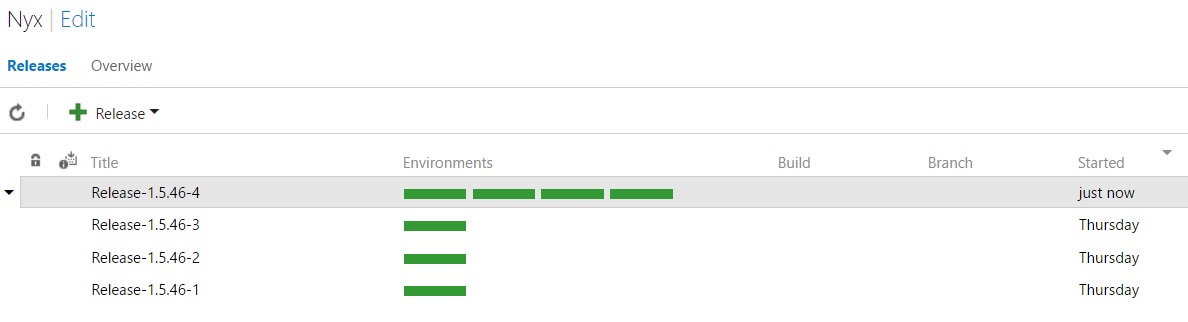 Nyx | Edit
Releases Overview
Release
Title Environments Build Branch Started
Release-1.5.46-4 just now
Release-1.5.46-3 Thursday
Release-1.5.46-2 Thursday
Release-1.5.46-1 Thursday